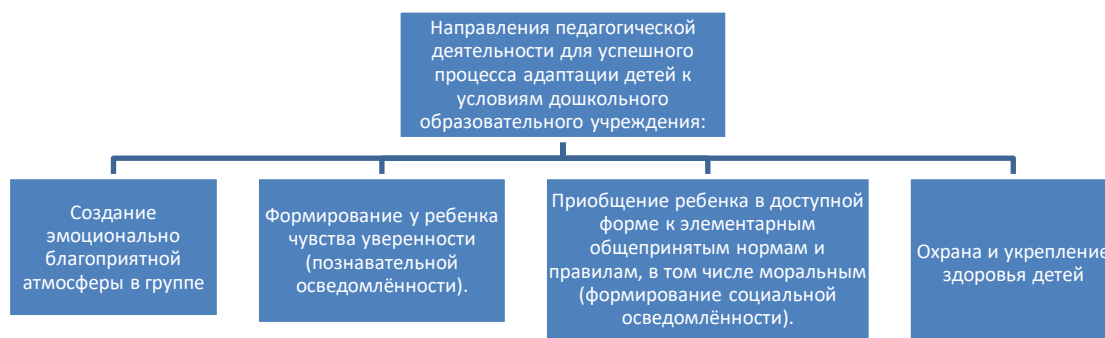 Направления педагогической
деятельности для успешного
процесса адаптации детей к
условиям дошкольного
образовательного учреждения:
Создание
эмоционально
благоприятной
атмосферы в группе
Формирование у ребенка
чувства уверенности
(познавательной
осведомлённости).
Приобщение ребенка в доступной
форме к элементарным
общепринятым нормам и
правилам, в том числе моральным
(формирование социальной
осведомлённости).
Охрана и укрепление
здоровья детей